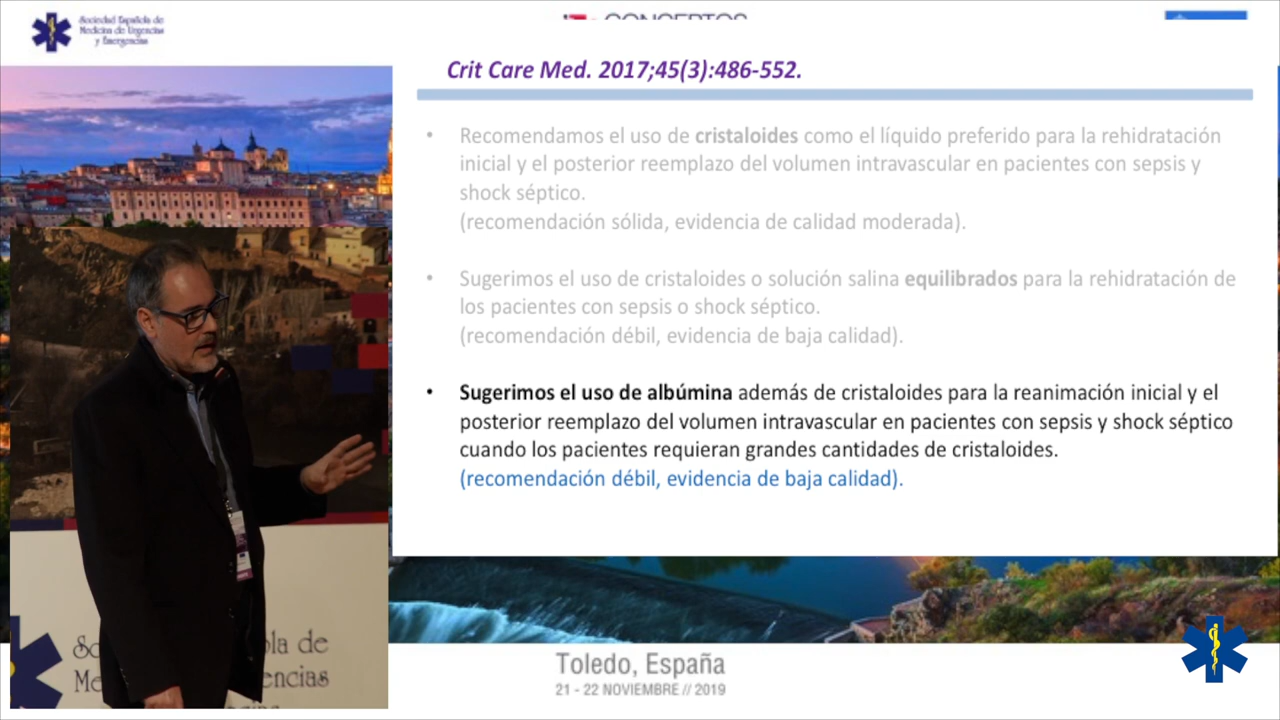 Sociedad Española de
Medicina de Urgencias
y Emergencias
CONCEPTOS
Crit Care Med. 2017;45(3):486-552.
• Recomendamos el uso de cristaloides como el líquido preferido para la rehidratación
inicial y el posterior reemplazo del volumen intravascular en pacientes con sepsis y
shock séptico.
(recomendación sólida, evidencia de calidad moderada).
• Sugerimos el uso de cristaloides o solución salina equilibrados para la rehidratación de
los pacientes con sepsis o shock séptico.
(recomendación débil, evidencia de baja calidad).
• Sugerimos el uso de albúmina además de cristaloides para la reanimación inicial y el
posterior reemplazo del volumen intravascular en pacientes con sepsis y shock séptico
cuando los pacientes requieran grandes cantidades de cristaloides.
(recomendación débil, evidencia de baja calidad).
Toledo, España
21 - 22 NOVIEMBRE // 2019